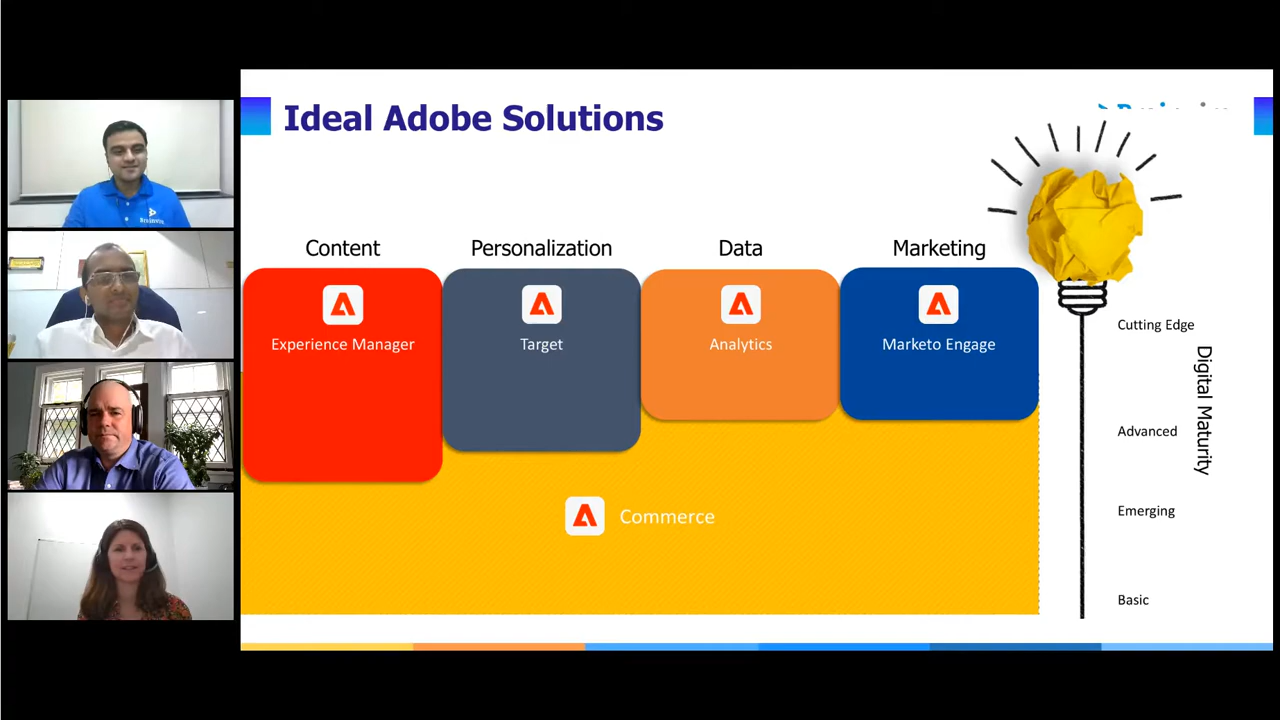 Ideal Adobe Solutions
Content
Personalization
Data
Marketing
Experience Manager
Target
Analytics
Marketo Engage
Commerce
Cutting Edge
Advanced
Emerging
Basic
Digital Maturity
Brainvire